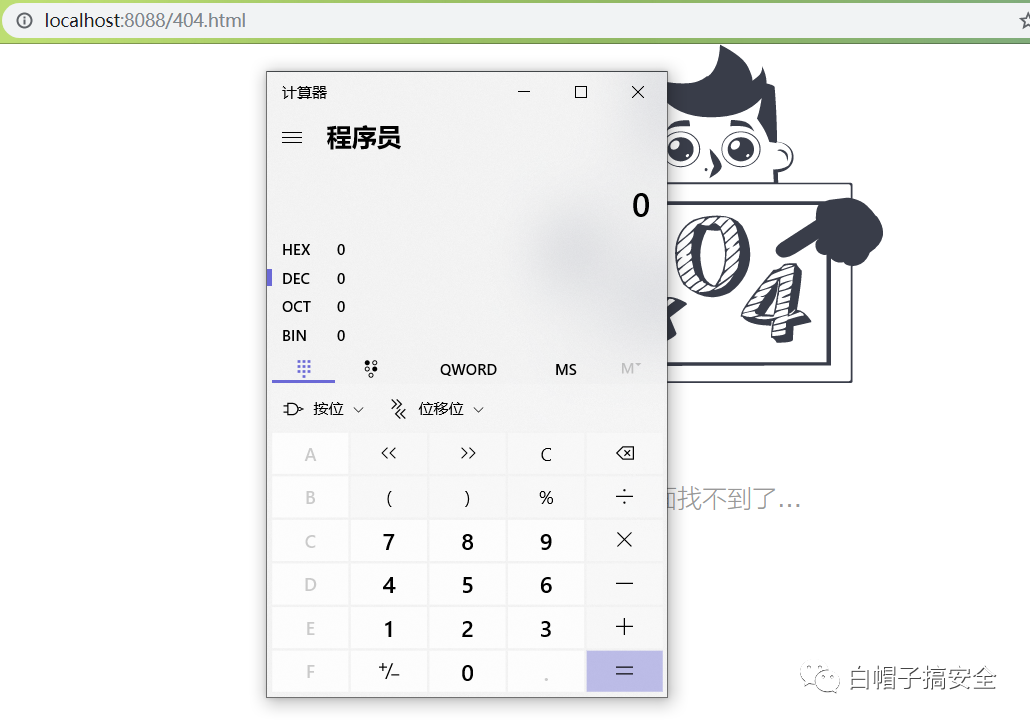 localhost:8088/404.html
计算器
程序员
0
HEX 0
DEC 0
OCT 0
BIN 0
QWORD MS M
按位 位移位
A << >> C
B ( ) % ÷
C 7 8 9 ×
D 4 5 6 −
E 1 2 3 +
F +/− 0 . =
04
找不到了...
白帽子搞安全